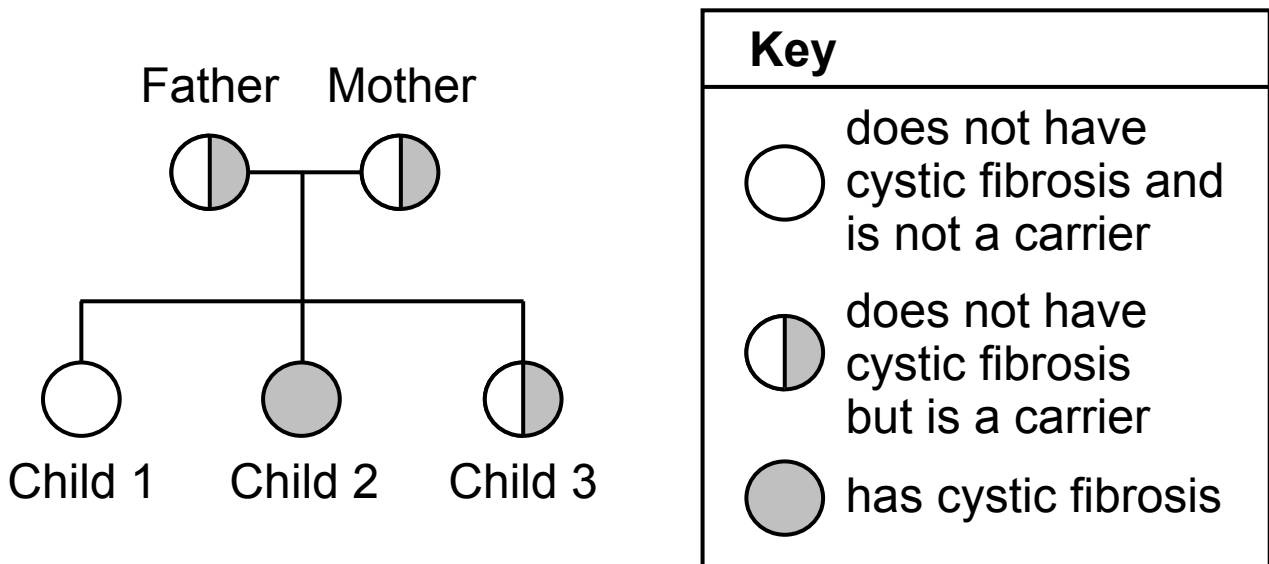 Father Mother
Child 1 Child 2 Child 3
Key
does not have
cystic fibrosis and
is not a carrier
does not have
cystic fibrosis
but is a carrier
has cystic fibrosis